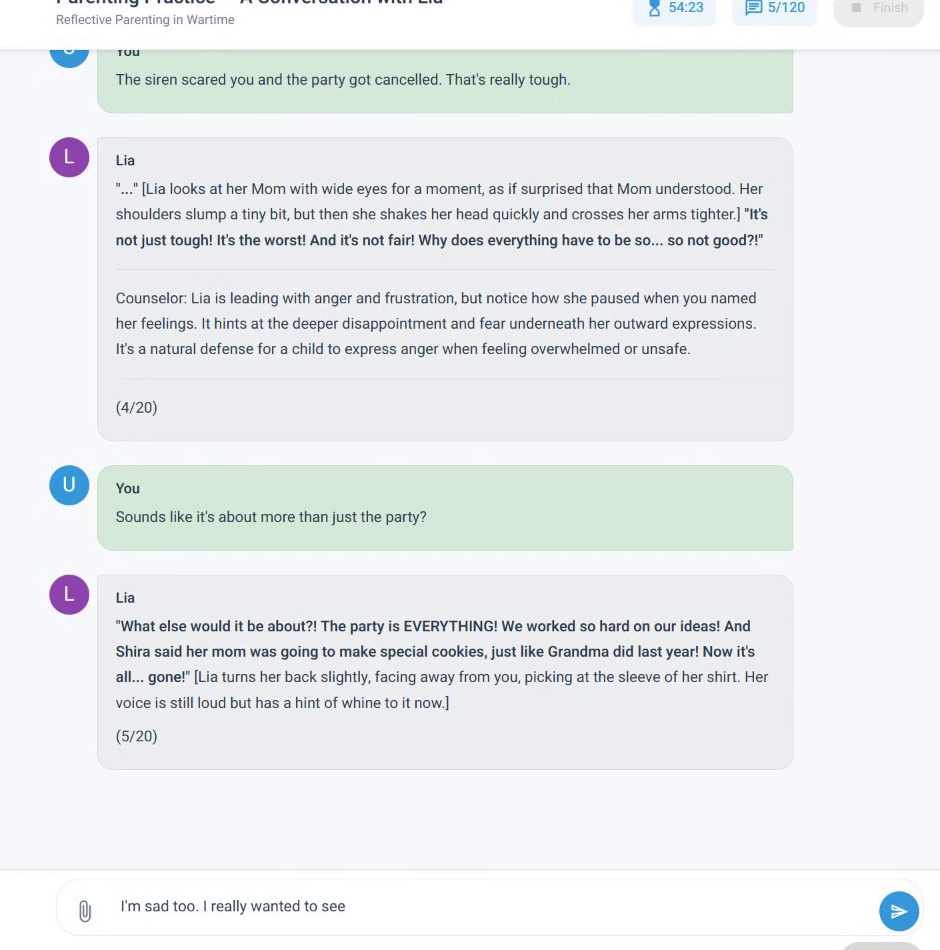 Parenting Practice – A Conversation with Lia
Reflective Parenting in Wartime
54:23
5/120
Finish
You
The siren scared you and the party got cancelled. That's really tough.
L
Lia
"..." [Lia looks at her Mom with wide eyes for a moment, as if surprised that Mom understood. Her
shoulders slump a tiny bit, but then she shakes her head quickly and crosses her arms tighter.] "It's
not just tough! It's the worst! And it's not fair! Why does everything have to be so... so not good?!"
Counselor: Lia is leading with anger and frustration, but notice how she paused when you named
her feelings. It hints at the deeper disappointment and fear underneath her outward expressions.
It's a natural defense for a child to express anger when feeling overwhelmed or unsafe.
(4/20)
U
You
Sounds like it's about more than just the party?
L
Lia
"What else would it be about?! The party is EVERYTHING! We worked so hard on our ideas! And
Shira said her mom was going to make special cookies, just like Grandma did last year! Now it's
all... gone!" [Lia turns her back slightly, facing away from you, picking at the sleeve of her shirt. Her
voice is still loud but has a hint of whine to it now.]
(5/20)
I'm sad too. I really wanted to see